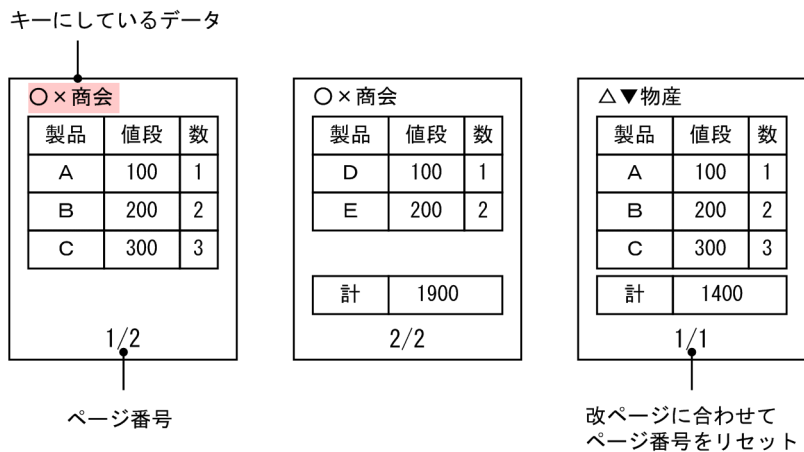 キーにしているデータ
○×商会
製品 値段 数
A 100 1
B 200 2
C 300 3
1/2
ページ番号
○×商会
製品 値段 数
D 100 1
E 200 2
計 1900
2/2
△▼物産
製品 値段 数
A 100 1
B 200 2
C 300 3
計 1400
1/1
改ページに合わせて
ページ番号をリセット